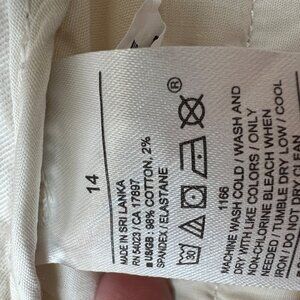 14
MADE IN SRI LANKA
RN 54023 / CA 17897
US/GB: 98% COTTON, 2%
SPANDEX /ELASTANE
30
®
1166
MACHINE WASH COLD / WASH AND
DRY WITH LIKE COLORS / ONLY
NON-CHLORINE BLEACH WHEN
NEEDED / TUMBLE DRY LOW / COOL
IRON / DO NOT DRY CLEAN